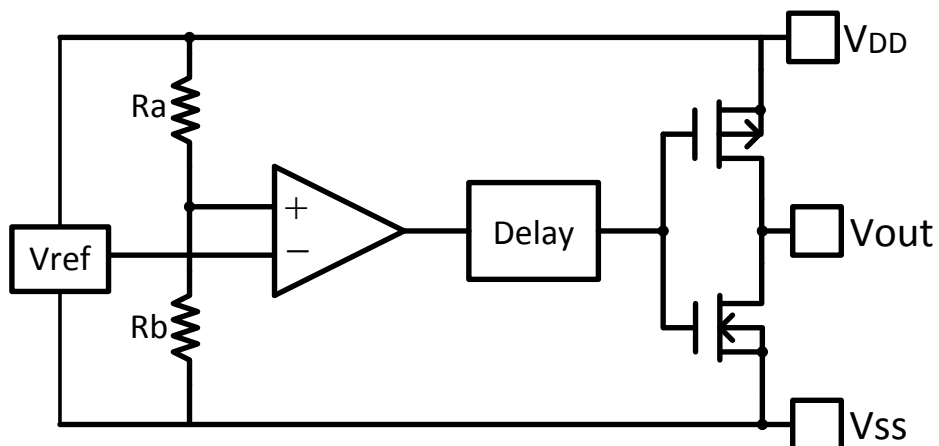 VDD
Ra
+
Vref
−
Delay
Vout
Rb
Vss